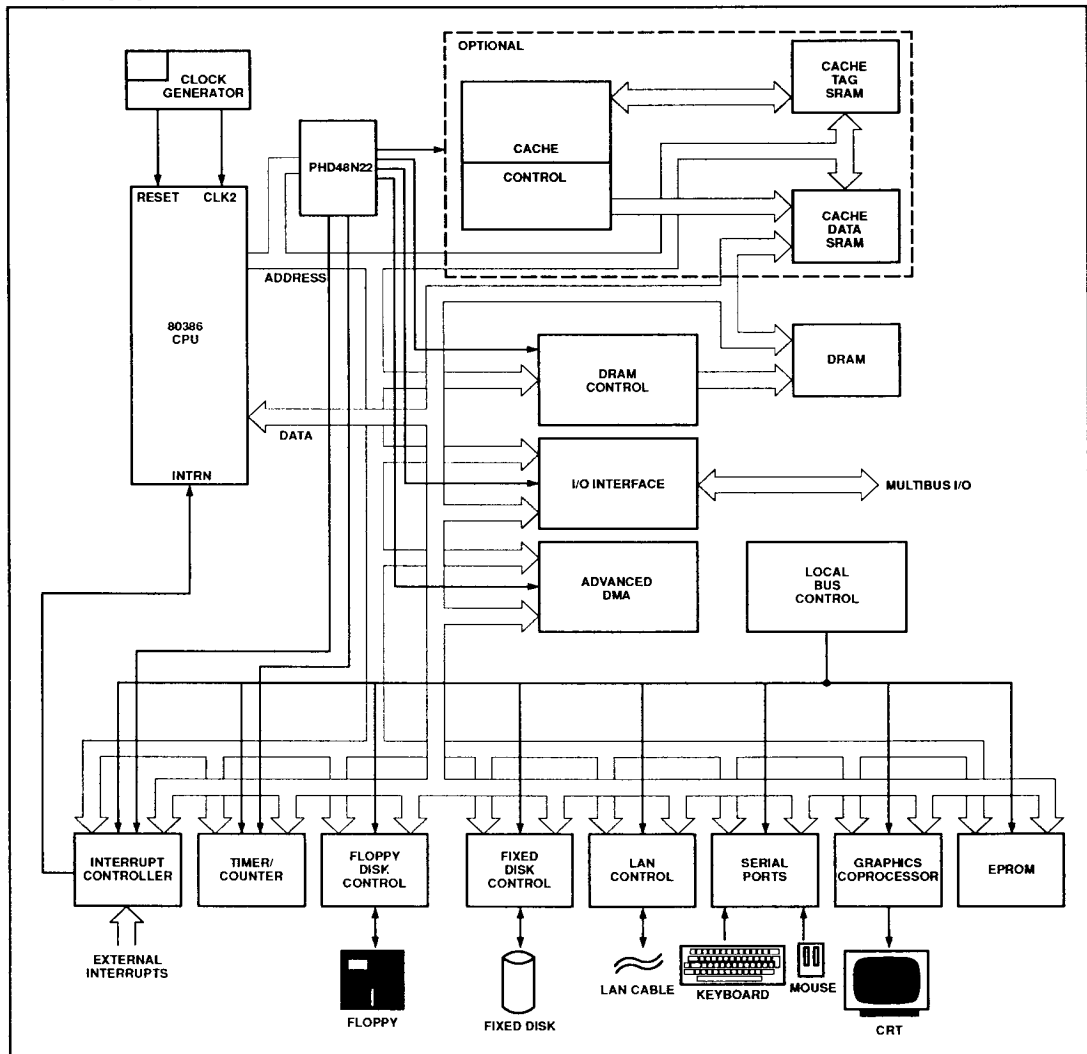 OPTIONAL
CLOCK
GENERATOR
CACHE
TAG
SRAM
PHD48N22
CACHE
CONTROL
RESET
CLK2
CACHE
DATA
SRAM
ADDRESS
80386
CPU
DRAM
CONTROL
DRAM
DATA
INTRN
I/O INTERFACE
MULTIBUS I/O
ADVANCED
DMA
LOCAL
BUS
CONTROL
INTERRUPT
CONTROLLER
TIMER/
COUNTER
FLOPPY
DISK
CONTROL
FIXED
DISK
CONTROL
LAN
CONTROL
SERIAL
PORTS
GRAPHICS
COPROCESSOR
EPROM
EXTERNAL
INTERRUPTS
FLOPPY
FIXED DISK
LAN CABLE
KEYBOARD
MOUSE
CRT